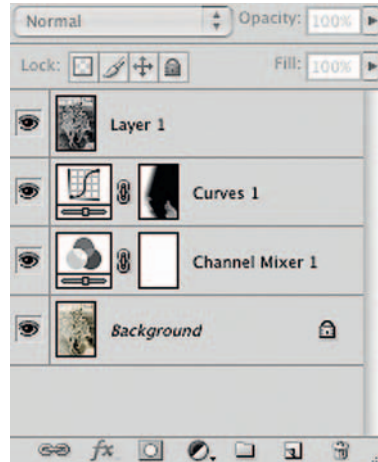 Normal Opacity: 100%
Lock: Fill: 100%
Layer 1
Curves 1
Channel Mixer 1
Background
fx.